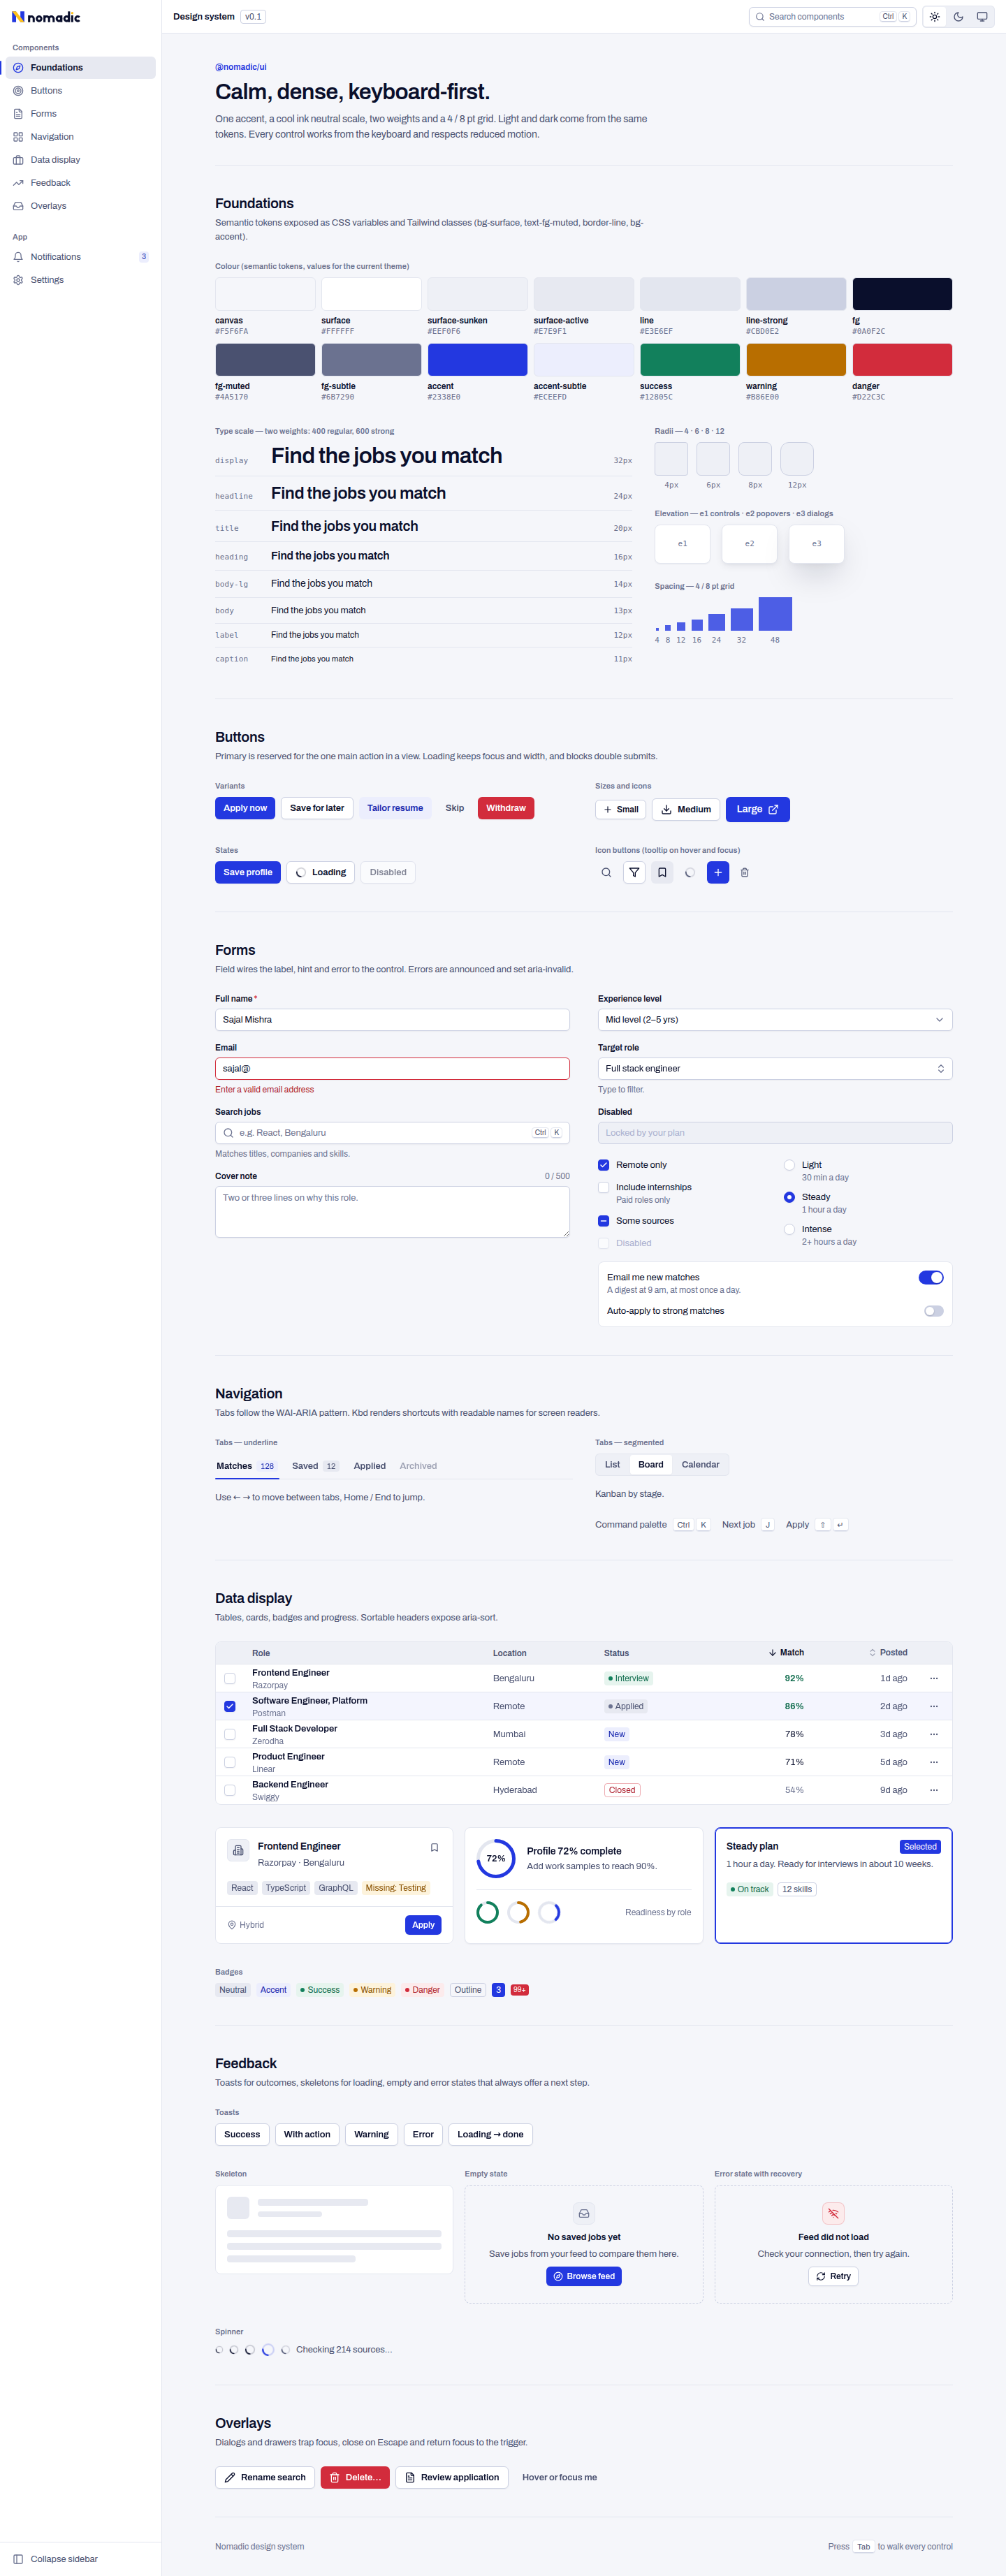 nomadic
Design system v0.1
Search components Ctrl K
Components
Foundations
Buttons
Forms
Navigation
Data display
Feedback
Overlays
App
Notifications 3
Settings
@nomadic/ui
Calm, dense, keyboard-first.
One accent, a cool ink neutral scale, two weights and a 4 / 8 pt grid. Light and dark come from the same
tokens. Every control works from the keyboard and respects reduced motion.
Foundations
Semantic tokens exposed as CSS variables and Tailwind classes (bg-surface, text-fg-muted, border-line, bg-
accent).
Colour (semantic tokens, values for the current theme)
canvas surface surface-sunken surface-active line line-strong fg
#F5F6FA #FFFFFF #EEF0F6 #E7E9F1 #E3E6EF #CBD0E2 #0A0F2C
fg-muted fg-subtle accent accent-subtle success warning danger
#4A5170 #6B7290 #2338E0 #ECEEFD #12805C #B86E00 #D22C3C
Type scale — two weights: 400 regular, 600 strong
display Find the jobs you match 32px
headline Find the jobs you match 24px
title Find the jobs you match 20px
heading Find the jobs you match 16px
body-lg Find the jobs you match 14px
body Find the jobs you match 13px
label Find the jobs you match 12px
caption Find the jobs you match 11px
Radii — 4 · 6 · 8 · 12
4px 6px 8px 12px
Elevation — e1 controls · e2 popovers · e3 dialogs
e1 e2 e3
Spacing — 4 / 8 pt grid
4 8 12 16 24 32 48
Buttons
Primary is reserved for the one main action in a view. Loading keeps focus and width, and blocks double submits.
Variants
Apply now Save for later Tailor resume Skip Withdraw
Sizes and icons
Small Medium Large
States
Save profile Loading Disabled
Icon buttons (tooltip on hover and focus)
Forms
Field wires the label, hint and error to the control. Errors are announced and set aria-invalid.
Full name *
Sajal Mishra
Email
sajal@
Enter a valid email address
Search jobs
e.g. React, Bengaluru Ctrl K
Matches titles, companies and skills.
Cover note 0 / 500
Two or three lines on why this role.
Experience level
Mid level (2–5 yrs)
Target role
Full stack engineer
Type to filter.
Disabled
Locked by your plan
Remote only
Include internships
Paid roles only
Some sources
Disabled
Light
30 min a day
Steady
1 hour a day
Intense
2+ hours a day
Email me new matches
A digest at 9 am, at most once a day.
Auto-apply to strong matches
Navigation
Tabs follow the WAI-ARIA pattern. Kbd renders shortcuts with readable names for screen readers.
Tabs — underline
Matches 128 Saved 12 Applied Archived
Use ← → to move between tabs, Home / End to jump.
Tabs — segmented
List Board Calendar
Kanban by stage.
Command palette Ctrl K Next job J Apply ⇧ ↵
Data display
Tables, cards, badges and progress. Sortable headers expose aria-sort.
Role Location Status Match Posted
Frontend Engineer Bengaluru Interview 92% 1d ago
Razorpay
Software Engineer, Platform Remote Applied 86% 2d ago
Postman
Full Stack Developer Mumbai New 78% 3d ago
Zerodha
Product Engineer Remote New 71% 5d ago
Linear
Backend Engineer Hyderabad Closed 54% 9d ago
Swiggy
Frontend Engineer
Razorpay · Bengaluru
React TypeScript GraphQL Missing: Testing
Hybrid Apply
72%
Profile 72% complete
Add work samples to reach 90%.
Readiness by role
Steady plan Selected
1 hour a day. Ready for interviews in about 10 weeks.
On track 12 skills
Badges
Neutral Accent Success Warning Danger Outline 3 99+
Feedback
Toasts for outcomes, skeletons for loading, empty and error states that always offer a next step.
Toasts
Success With action Warning Error Loading → done
Skeleton
Empty state
No saved jobs yet
Save jobs from your feed to compare them here.
Browse feed
Error state with recovery
Feed did not load
Check your connection, then try again.
Retry
Spinner
Checking 214 sources…
Overlays
Dialogs and drawers trap focus, close on Escape and return focus to the trigger.
Rename search Delete… Review application Hover or focus me
Nomadic design system
Press Tab to walk every control
Collapse sidebar